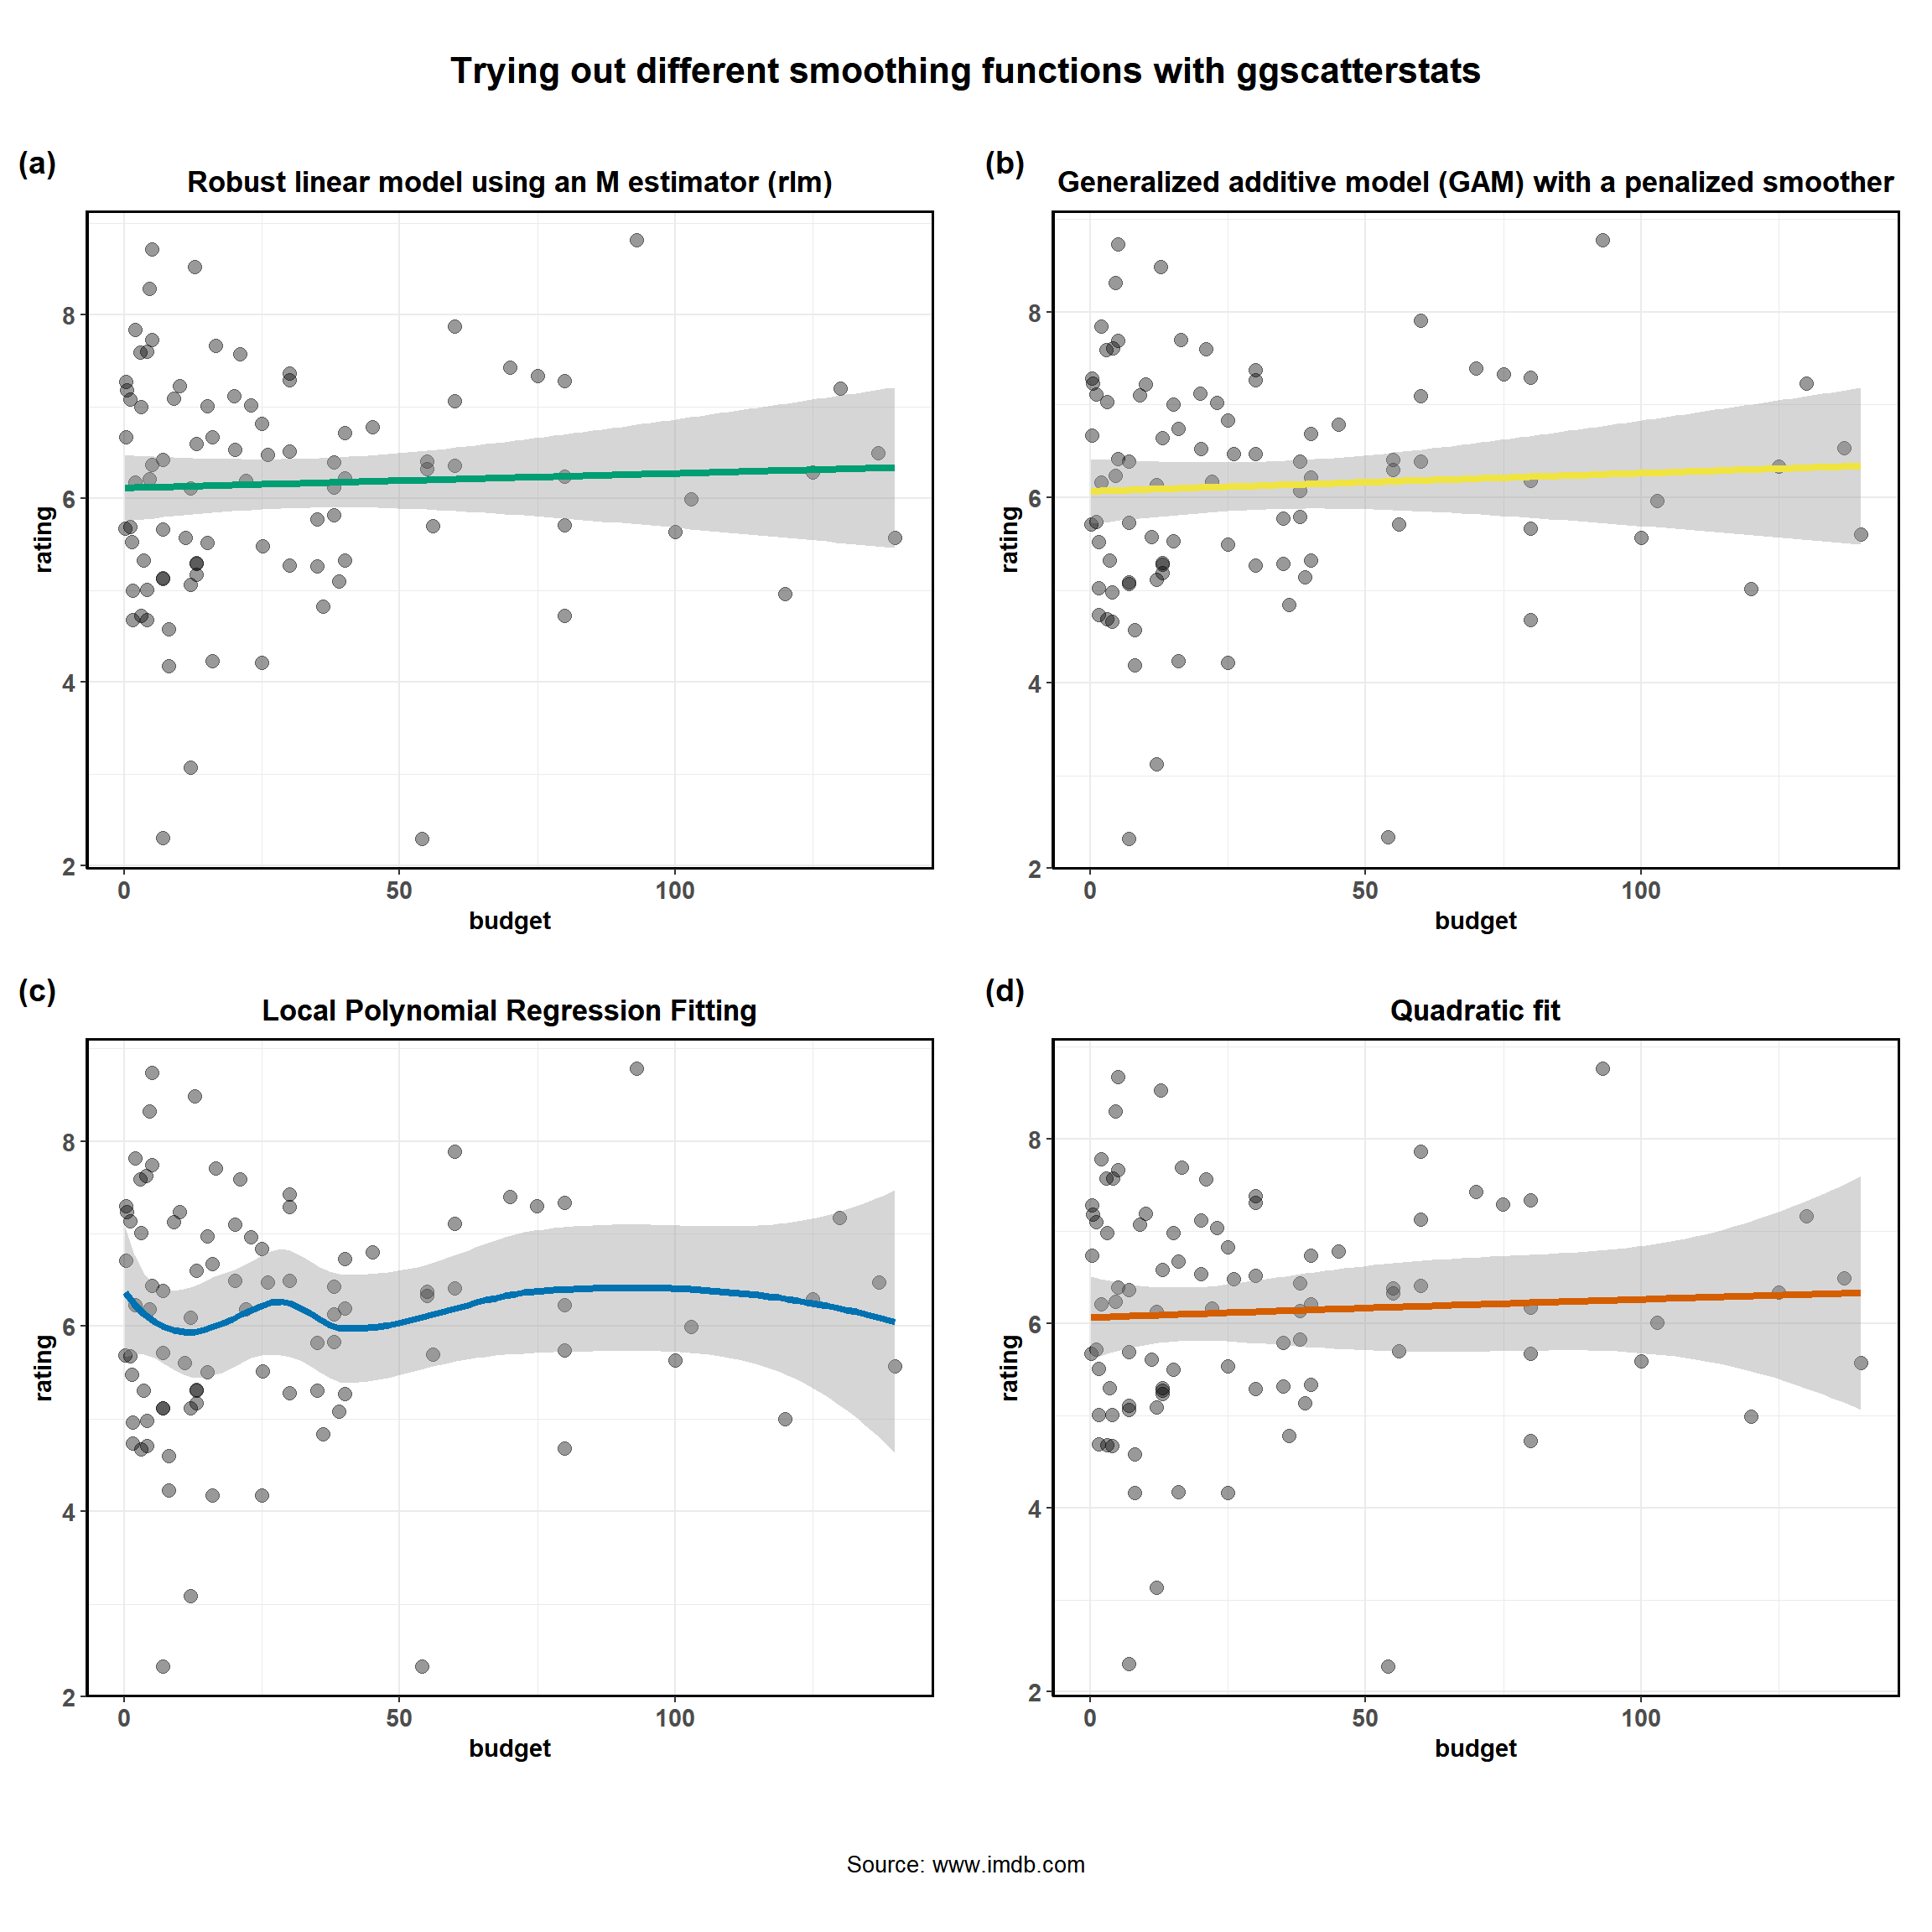 Trying out different smoothing functions with ggscatterstats
(a)
Robust linear model using an M estimator (rlm)
8
6
4
2
rating
0 50 100
budget
(b)
Generalized additive model (GAM) with a penalized smoother
8
6
4
2
rating
0 50 100
budget
(c)
Local Polynomial Regression Fitting
8
6
4
2
rating
0 50 100
budget
(d)
Quadratic fit
8
6
4
2
rating
0 50 100
budget
Source: www.imdb.com